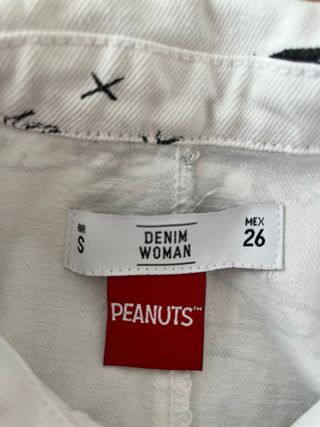 BR
S
DENIM
WOMAN
MEX
26
PEANUTS™